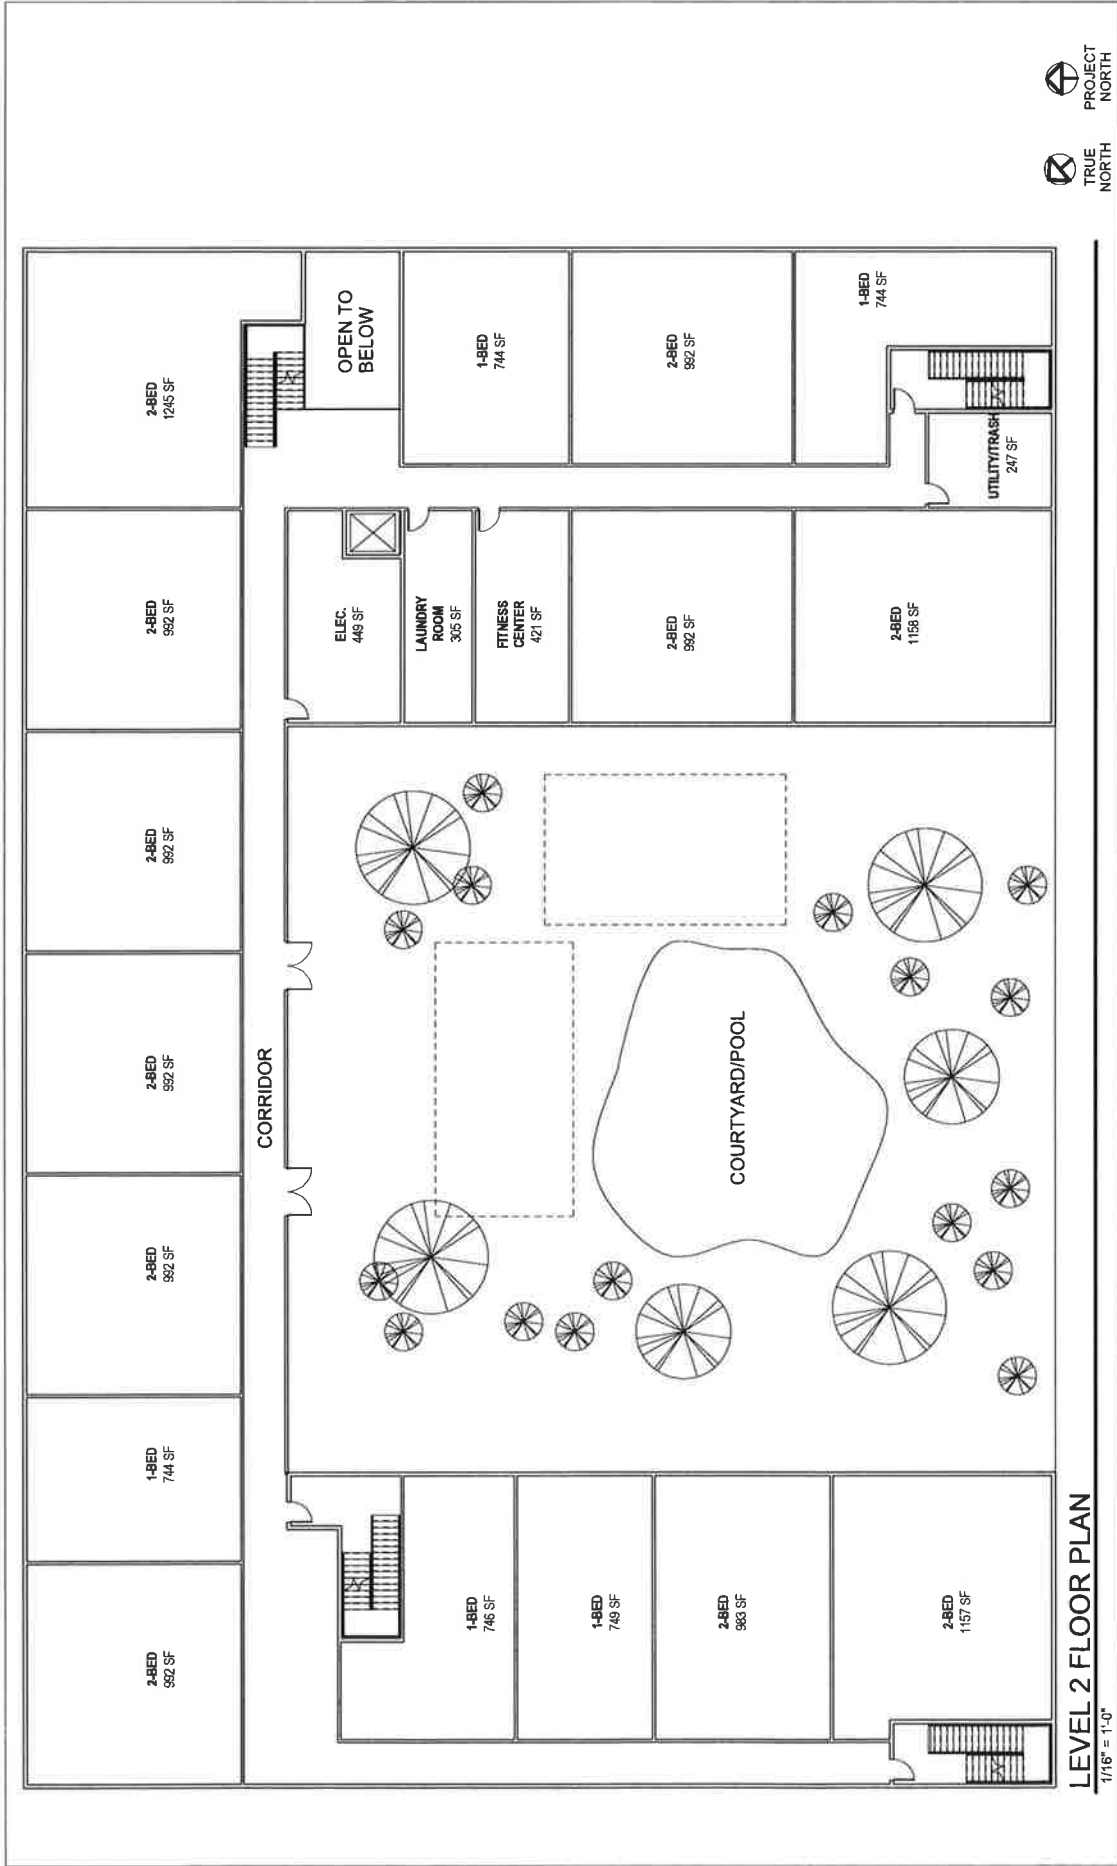 2-BED
992 SF
1-BED
744 SF
2-BED
992 SF
2-BED
992 SF
2-BED
992 SF
2-BED
992 SF
2-BED
1245 SF
CORRIDOR
OPEN TO
BELOW
ELEC.
449 SF
LAUNDRY
ROOM
305 SF
FITNESS
CENTER
421 SF
1-BED
744 SF
1-BED
746 SF
1-BED
749 SF
2-BED
983 SF
2-BED
1157 SF
COURTYARD/POOL
2-BED
992 SF
2-BED
992 SF
2-BED
1158 SF
1-BED
744 SF
UTILITY/TRASH
247 SF
LEVEL 2 FLOOR PLAN
1/16" = 1'-0"
TRUE
NORTH
PROJECT
NORTH